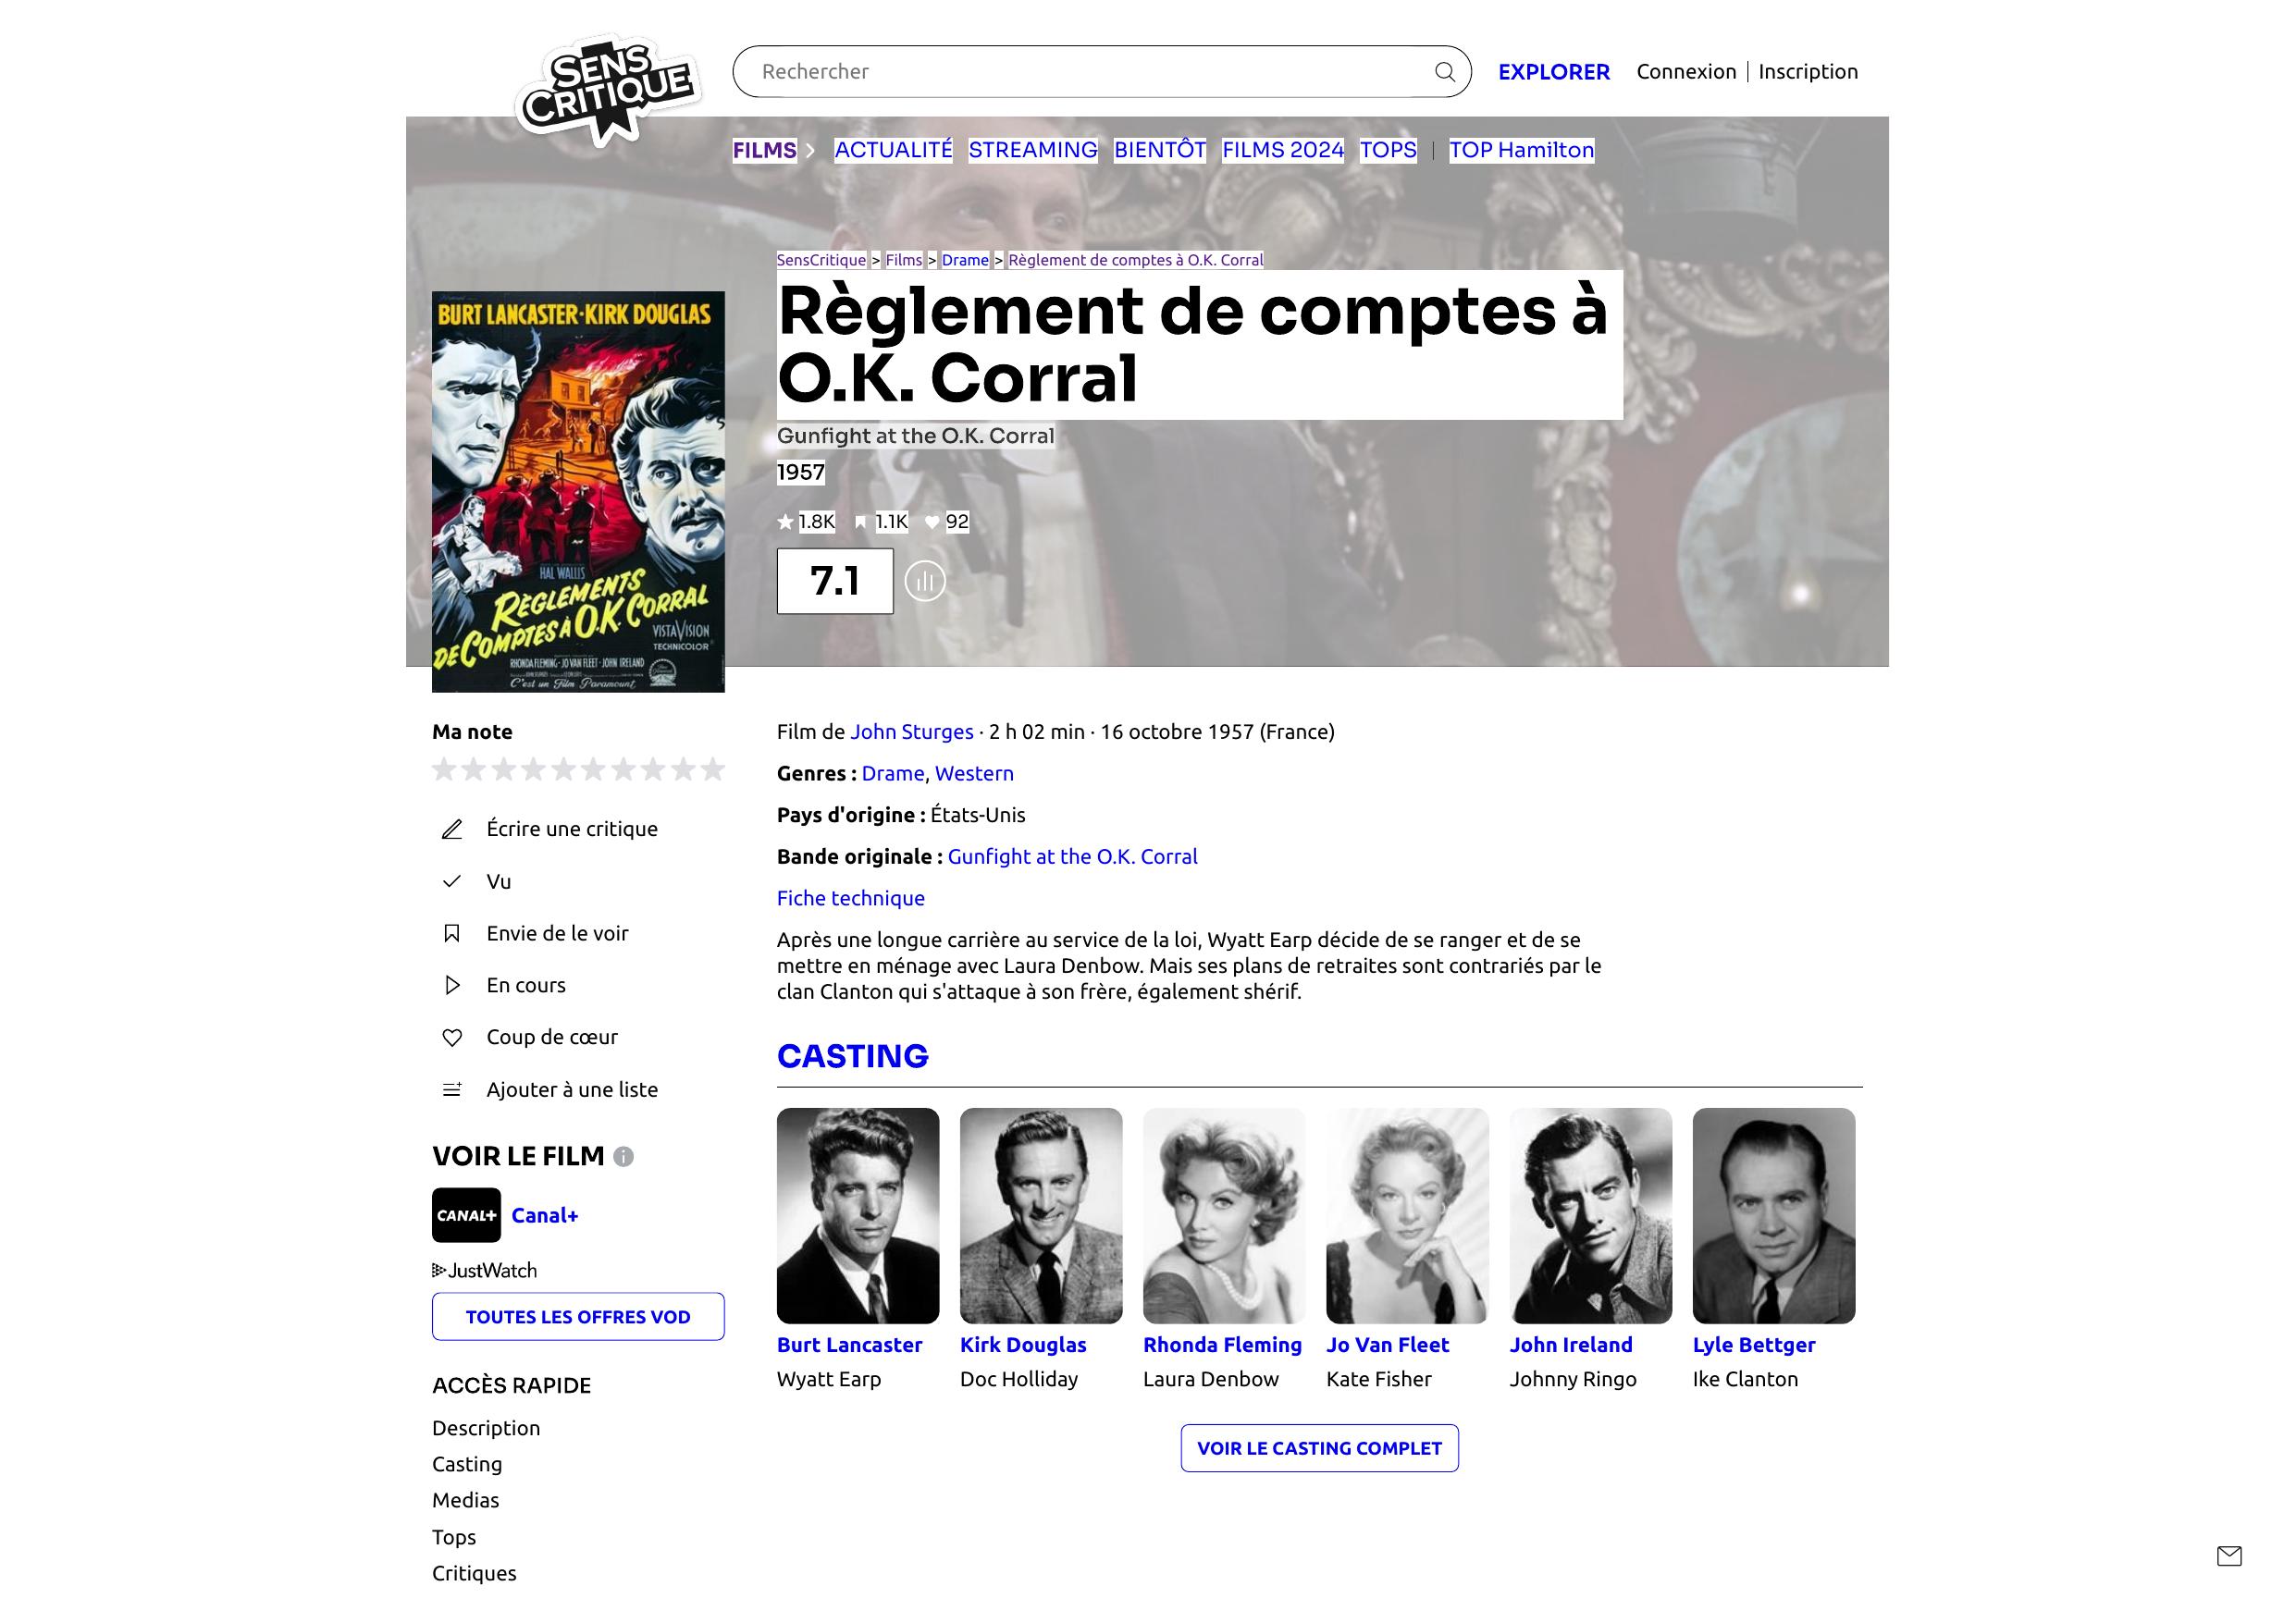 SENS
CRITIQUE
Rechercher
EXPLORER
Connexion | Inscription
FILMS
ACTUALITÉ
STREAMING
BIENTÔT
FILMS 2024
TOPS
TOP Hamilton
SensCritique > Films > Drame > Règlement de comptes à O.K. Corral
Règlement de comptes à
O.K. Corral
Gunfight at the O.K. Corral
1957
1.8K
1.1K
92
7.1
BURT LANCASTER·KIRK DOUGLAS
HAL WALLIS
RÈGLEMENTS
DE COMPTES À O.K. CORRAL
VISTAVISION
TECHNICOLOR
RHONDA FLEMING · JO VAN FLEET · JOHN IRELAND
C'est un Film Paramount
Ma note
Écrire une critique
Vu
Envie de le voir
En cours
Coup de cœur
Ajouter à une liste
VOIR LE FILM
CANAL+
Canal+
JustWatch
TOUTES LES OFFRES VOD
ACCÈS RAPIDE
Description
Casting
Medias
Tops
Critiques
Film de John Sturges · 2 h 02 min · 16 octobre 1957 (France)
Genres : Drame, Western
Pays d'origine : États-Unis
Bande originale : Gunfight at the O.K. Corral
Fiche technique
Après une longue carrière au service de la loi, Wyatt Earp décide de se ranger et de se
mettre en ménage avec Laura Denbow. Mais ses plans de retraites sont contrariés par le
clan Clanton qui s'attaque à son frère, également shérif.
CASTING
Burt Lancaster
Wyatt Earp
Kirk Douglas
Doc Holliday
Rhonda Fleming
Laura Denbow
Jo Van Fleet
Kate Fisher
John Ireland
Johnny Ringo
Lyle Bettger
Ike Clanton
VOIR LE CASTING COMPLET